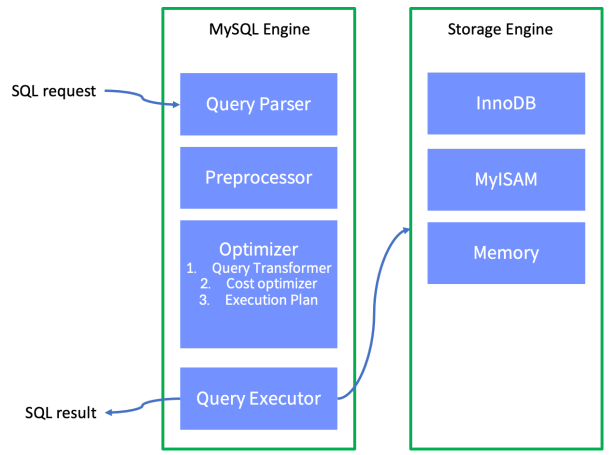 MySQL Engine
SQL request
Query Parser
Preprocessor
Optimizer
1. Query Transformer
2. Cost optimizer
3. Execution Plan
Query Executor
SQL result
Storage Engine
InnoDB
MyISAM
Memory